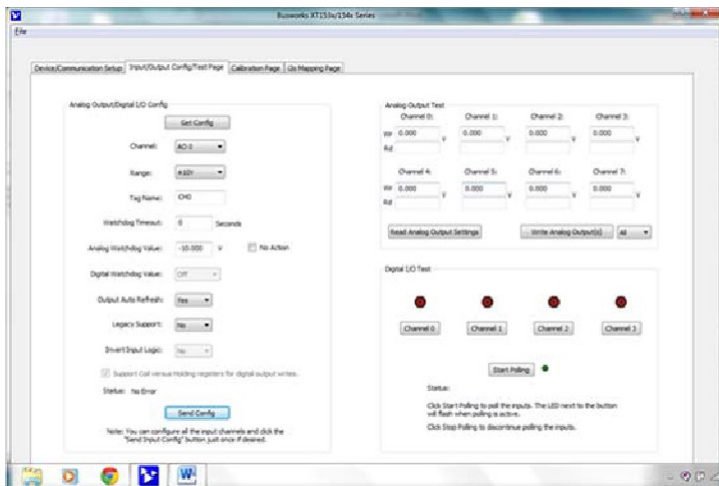 Busworks XT153x/154x Series
File
Device/Communication Setup
Input/Output Config/Test Page
Calibration Page
i2o Mapping Page
Analog Output/Digital I/O Config
Get Config
Channel: AO-0
Range: ±10V
Tag Name: CH0
Watchdog Timeout: 0 Seconds
Analog Watchdog Value: -10.000 V No Action
Digital Watchdog Value: Off
Output Auto Refresh: Yes
Legacy Support: No
Invert Input Logic: No
Support Coil versus Holding registers for digital output writes.
Status: No Error
Send Config
Note: You can configure all the input channels and click the
"Send Input Config" button just once if desired.
Analog Output Test
Channel 0: Channel 1: Channel 2: Channel 3:
Wr 0.000 V 0.000 V 0.000 V 0.000 V
Rd
Channel 4: Channel 5: Channel 6: Channel 7:
Wr 0.000 V 0.000 V 0.000 V 0.000 V
Rd
Read Analog Output Settings
Write Analog Output(s)
All
Digital I/O Test
Channel 0 Channel 1 Channel 2 Channel 3
Start Polling
Status:
Click Start Polling to poll the inputs. The LED next to the button
will flash when polling is active.
Click Stop Polling to discontinue polling the inputs.